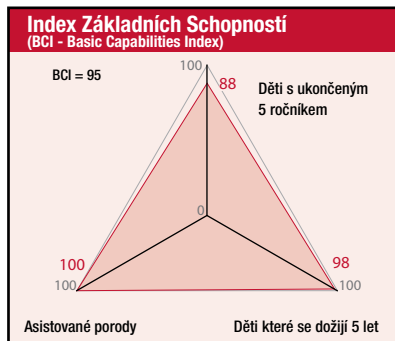 Index Základních Schopností
(BCI - Basic Capabilities Index)
BCI = 95
100
88
Děti s ukončeným
5 ročníkem
0
100
100
98
100
Asistované porody
Děti které se dožijí 5 let